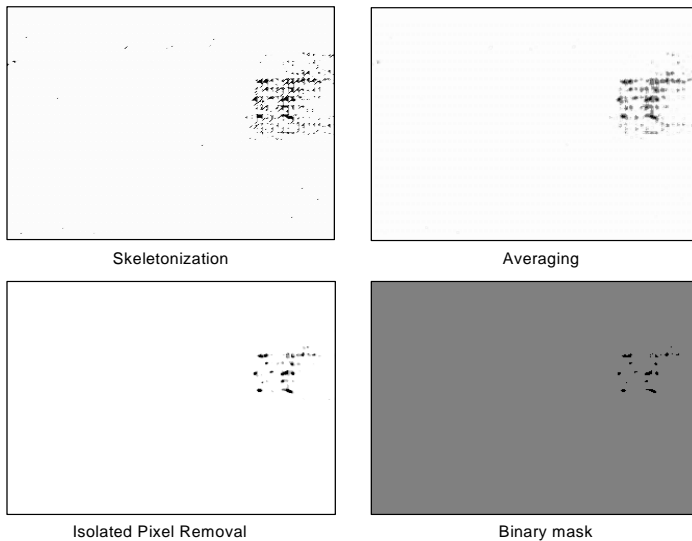 Skeletonization
Averaging
Isolated Pixel Removal
Binary mask